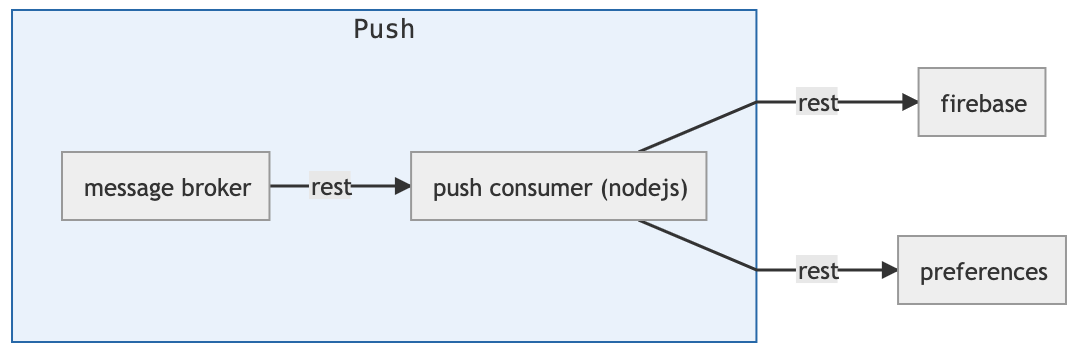 Push
message broker
rest
push consumer (nodejs)
rest
firebase
rest
preferences